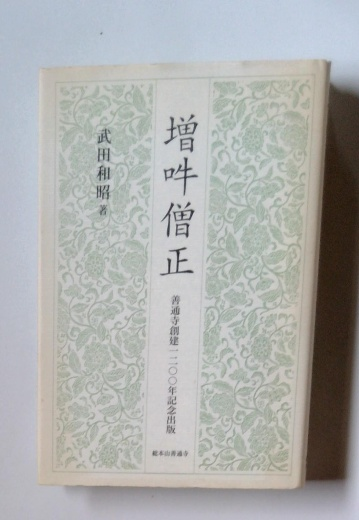 増吽僧正
善通寺創建一二〇〇年記念出版
武田和昭 著
総本山善通寺